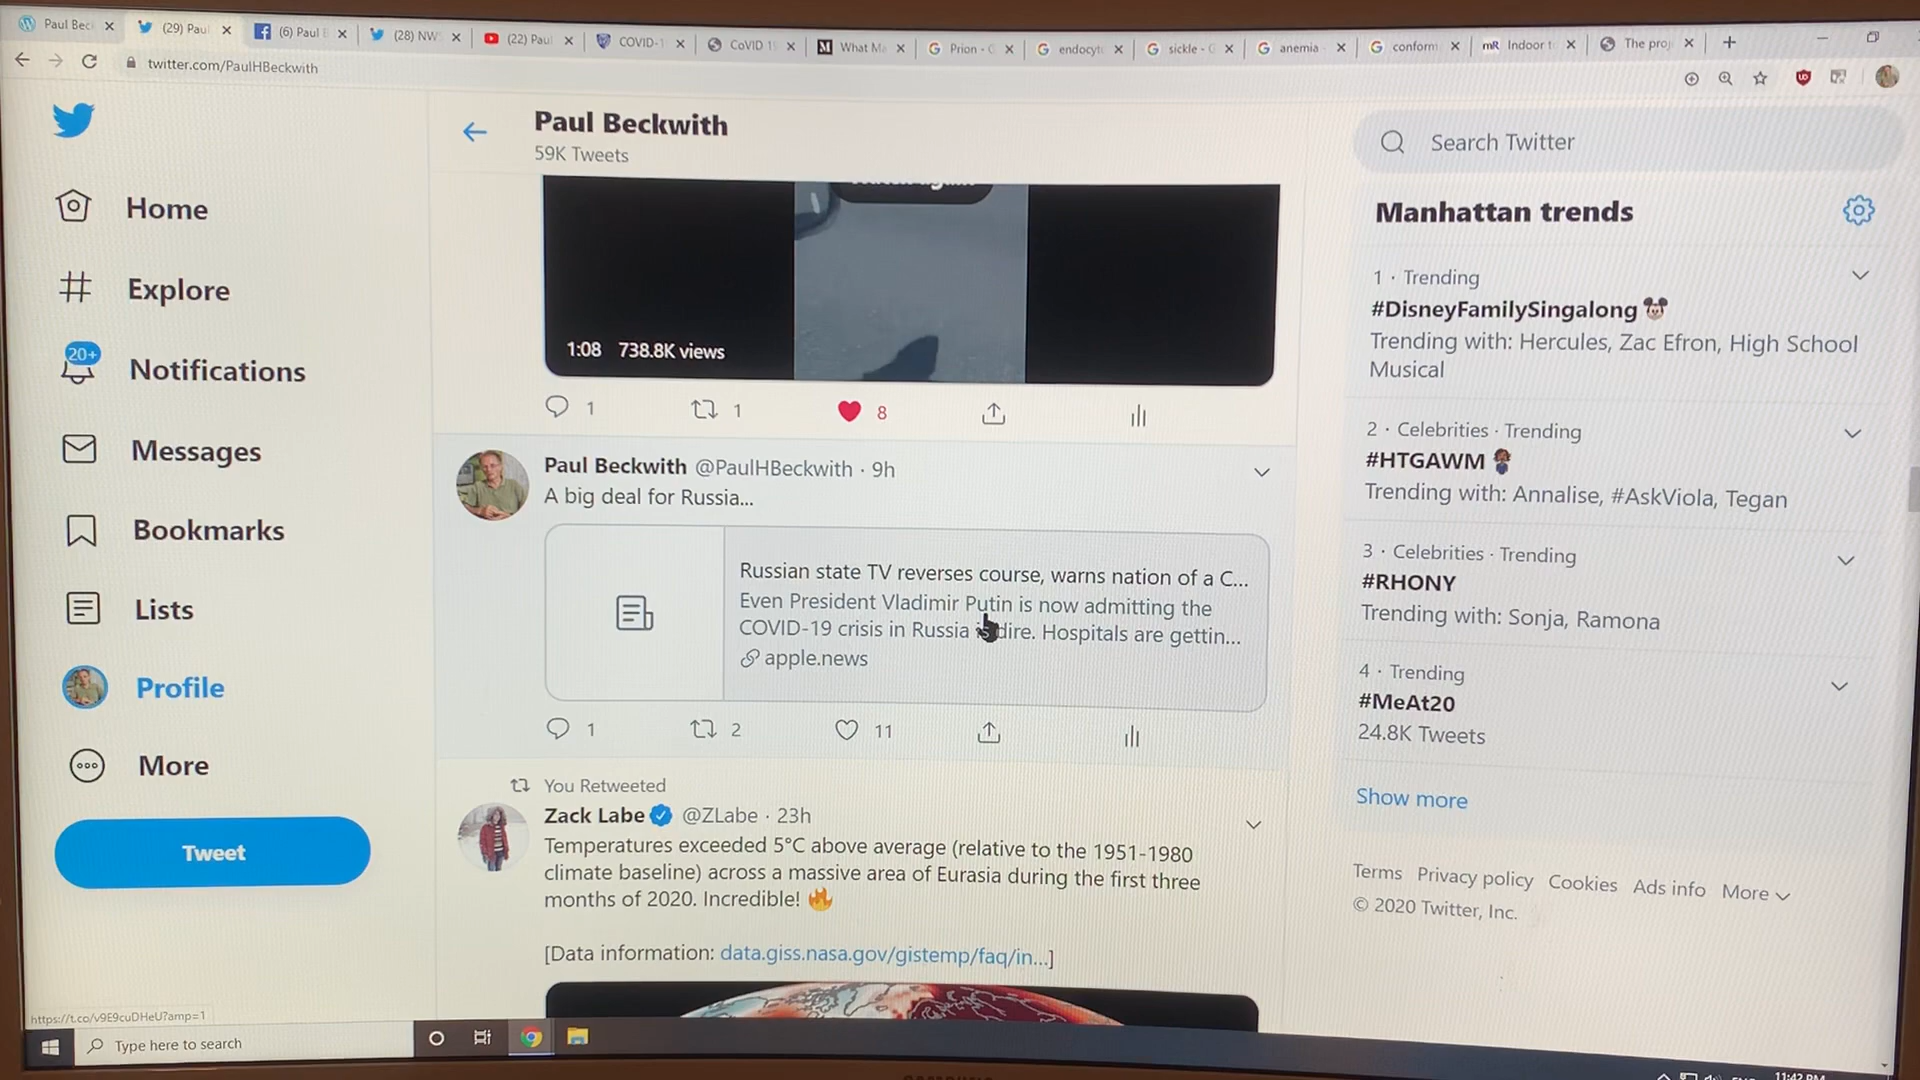 Paul Bec
(29) Paul
(6) Paul B
(28) NW
(22) Paul
COVID-1
CoVID 1
What Ma
Prion - G
endocyt
sickle - G
anemia -
conform
mR Indoor t
The proj
twitter.com/PaulHBeckwith
Home
Explore
20+
Notifications
Messages
Bookmarks
Lists
Profile
More
Tweet
Paul Beckwith
59K Tweets
1:08 738.8K views
1 1 8
Paul Beckwith @PaulHBeckwith · 9h
A big deal for Russia...
Russian state TV reverses course, warns nation of a C...
Even President Vladimir Putin is now admitting the
COVID-19 crisis in Russia is dire. Hospitals are gettin...
apple.news
1 2 11
You Retweeted
Zack Labe @ZLabe · 23h
Temperatures exceeded 5°C above average (relative to the 1951-1980
climate baseline) across a massive area of Eurasia during the first three
months of 2020. Incredible! 🔥
[Data information: data.giss.nasa.gov/gistemp/faq/in...]
Search Twitter
Manhattan trends
1 · Trending
#DisneyFamilySingalong
Trending with: Hercules, Zac Efron, High School
Musical
2 · Celebrities · Trending
#HTGAWM
Trending with: Annalise, #AskViola, Tegan
3 · Celebrities · Trending
#RHONY
Trending with: Sonja, Ramona
4 · Trending
#MeAt20
24.8K Tweets
Show more
Terms Privacy policy Cookies Ads info More
© 2020 Twitter, Inc.
https://t.co/v9E9cuDHeU?amp=1
Type here to search
11:42 PM